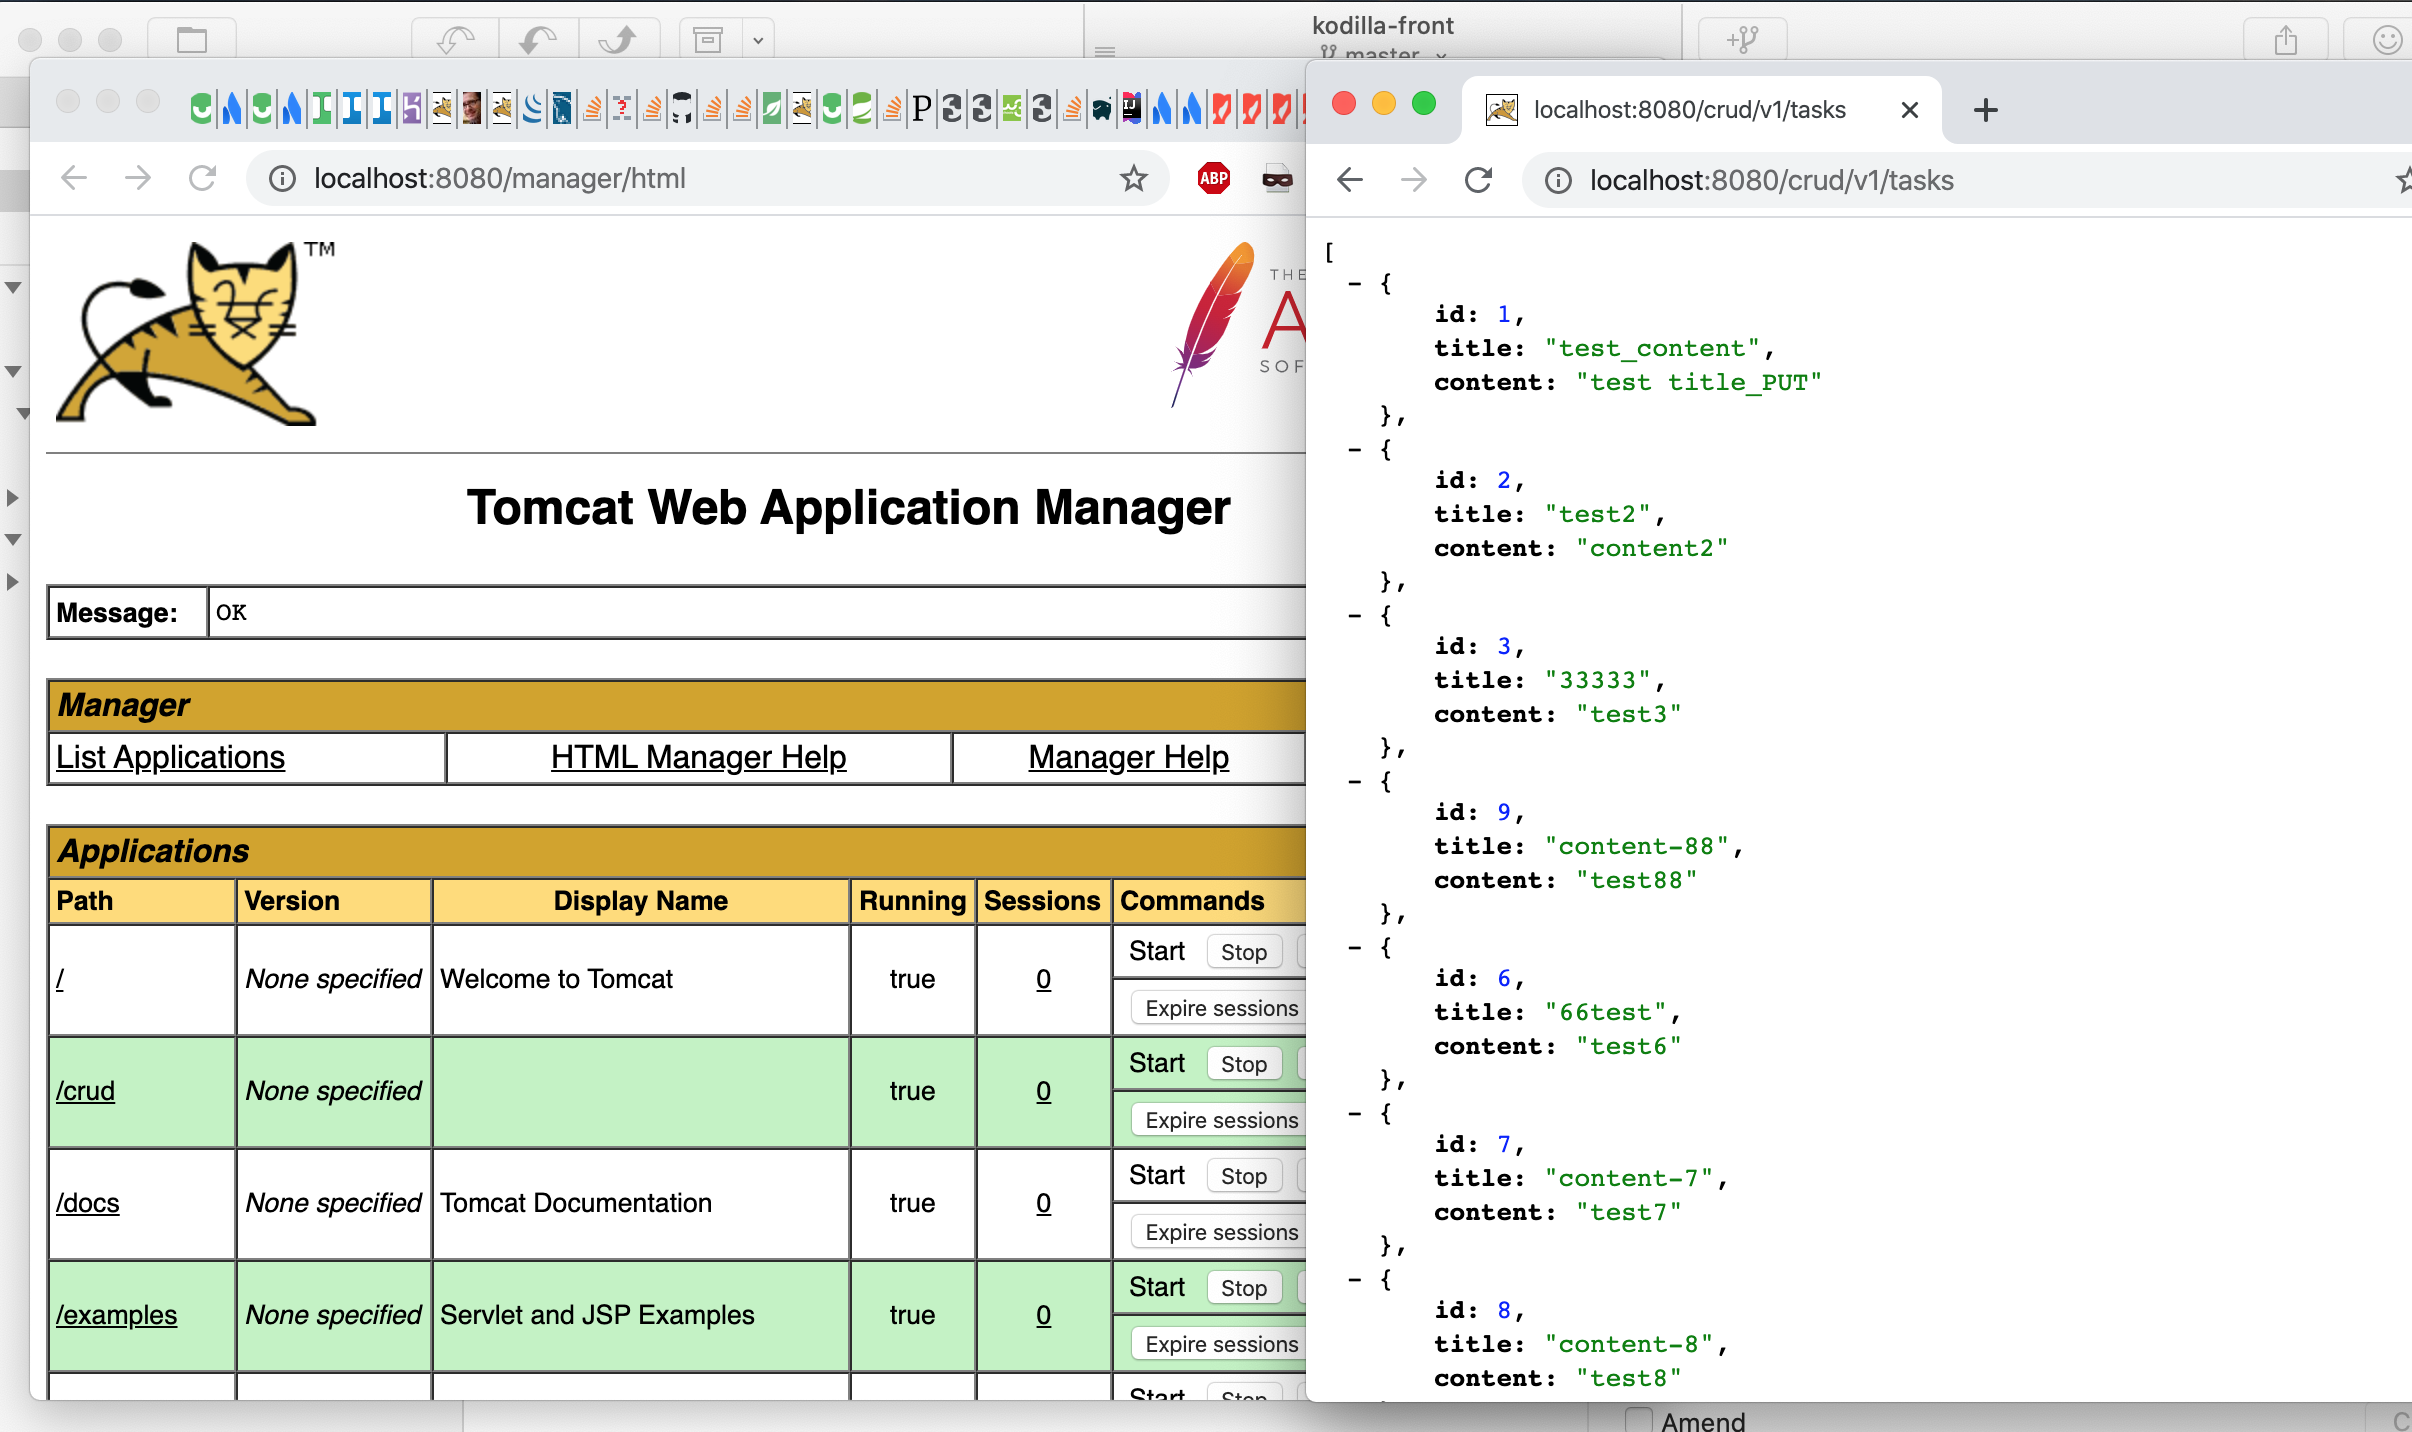 kodilla-front
master
localhost:8080/manager/html
ABP
TM
THE
A
SOF
Tomcat Web Application Manager
Message: OK
Manager
List Applications HTML Manager Help Manager Help
Applications
Path Version Display Name Running Sessions Commands
/ None specified Welcome to Tomcat true 0 Start Stop
Expire sessions
/crud None specified true 0 Start Stop
Expire sessions
/docs None specified Tomcat Documentation true 0 Start Stop
Expire sessions
/examples None specified Servlet and JSP Examples true 0 Start Stop
Expire sessions
Start Stop
localhost:8080/crud/v1/tasks
localhost:8080/crud/v1/tasks
[
- {
id: 1,
title: "test_content",
content: "test title_PUT"
},
- {
id: 2,
title: "test2",
content: "content2"
},
- {
id: 3,
title: "33333",
content: "test3"
},
- {
id: 9,
title: "content-88",
content: "test88"
},
- {
id: 6,
title: "66test",
content: "test6"
},
- {
id: 7,
title: "content-7",
content: "test7"
},
- {
id: 8,
title: "content-8",
content: "test8"
Amend